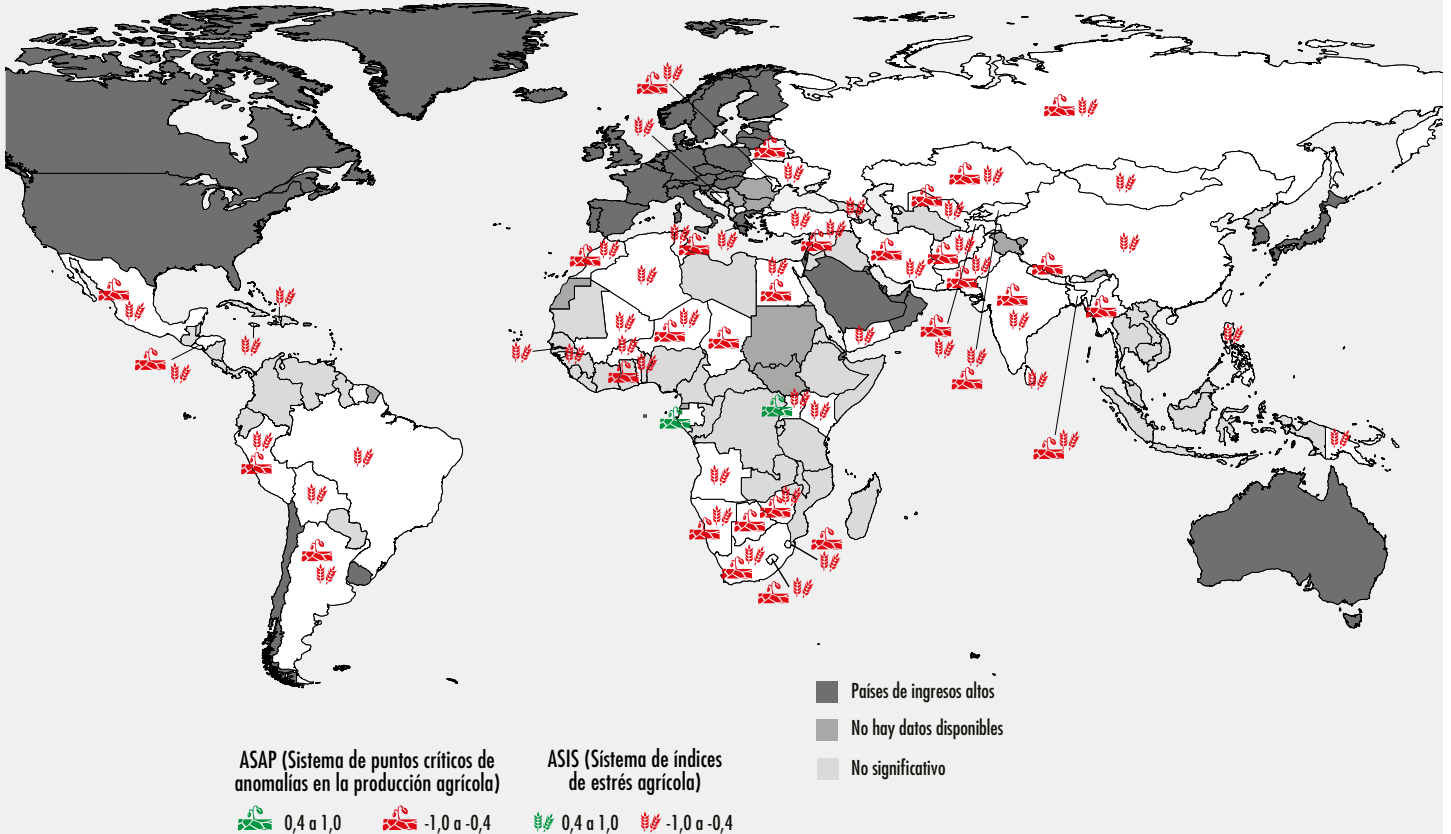 Países de ingresos altos
No hay datos disponibles
No significativo
ASAP (Sistema de puntos críticos de
anomalías en la producción agrícola)
0,4 a 1,0
-1,0 a -0,4
ASIS (Sístema de índices
de estrés agrícola)
0,4 a 1,0
-1,0 a -0,4